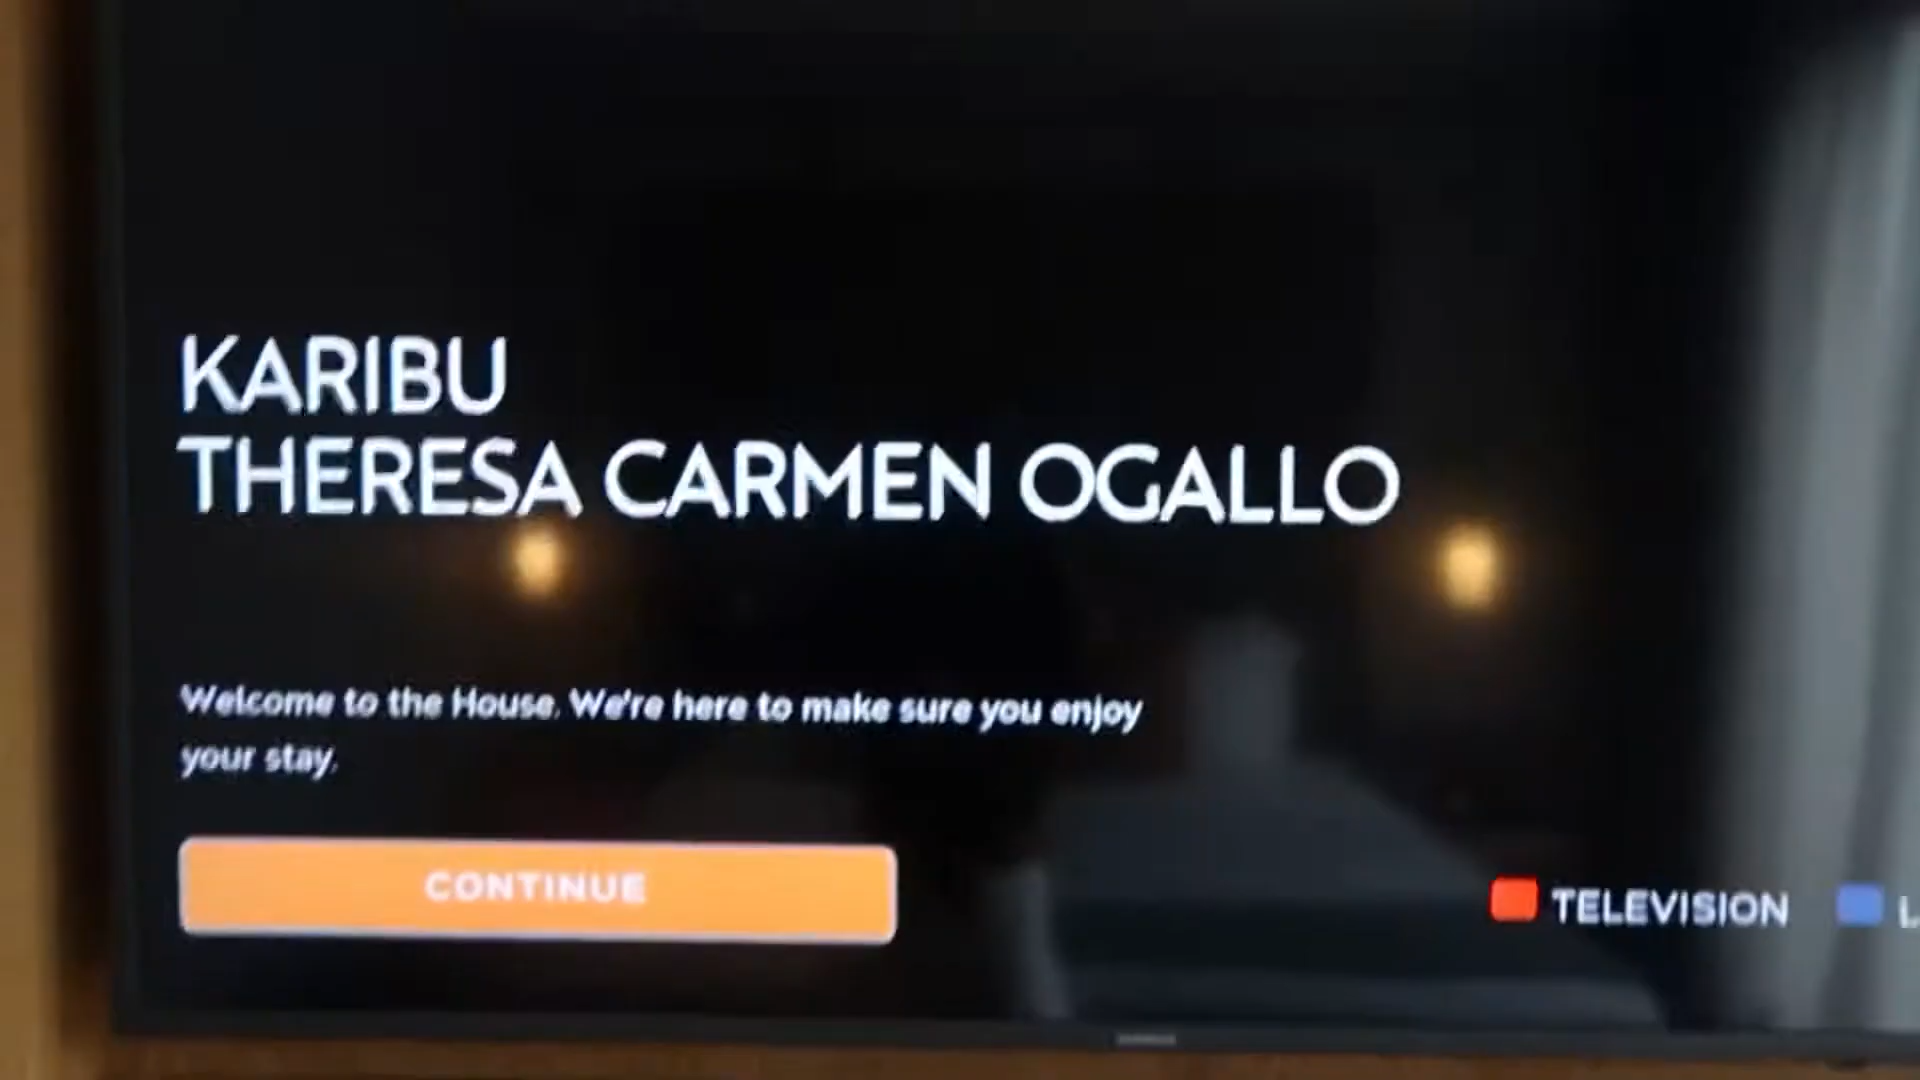 KARIBU
THERESA CARMEN OGALLO
Welcome to the House. We're here to make sure you enjoy
your stay.
CONTINUE
TELEVISION